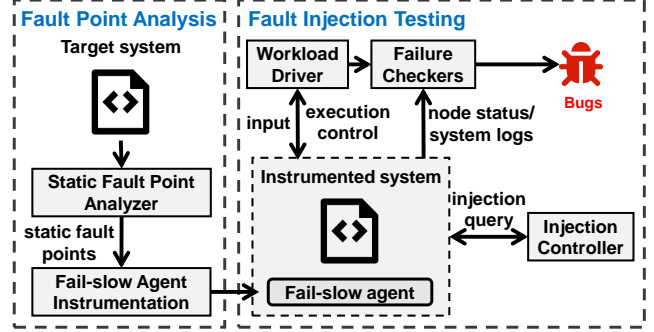 Fault Point Analysis
Target system
Static Fault Point
Analyzer
static fault
points
Fail-slow Agent
Instrumentation
Fault Injection Testing
Workload
Driver
Failure
Checkers
Bugs
input
execution
control
node status/
system logs
Instrumented system
Fail-slow agent
injection
query
Injection
Controller